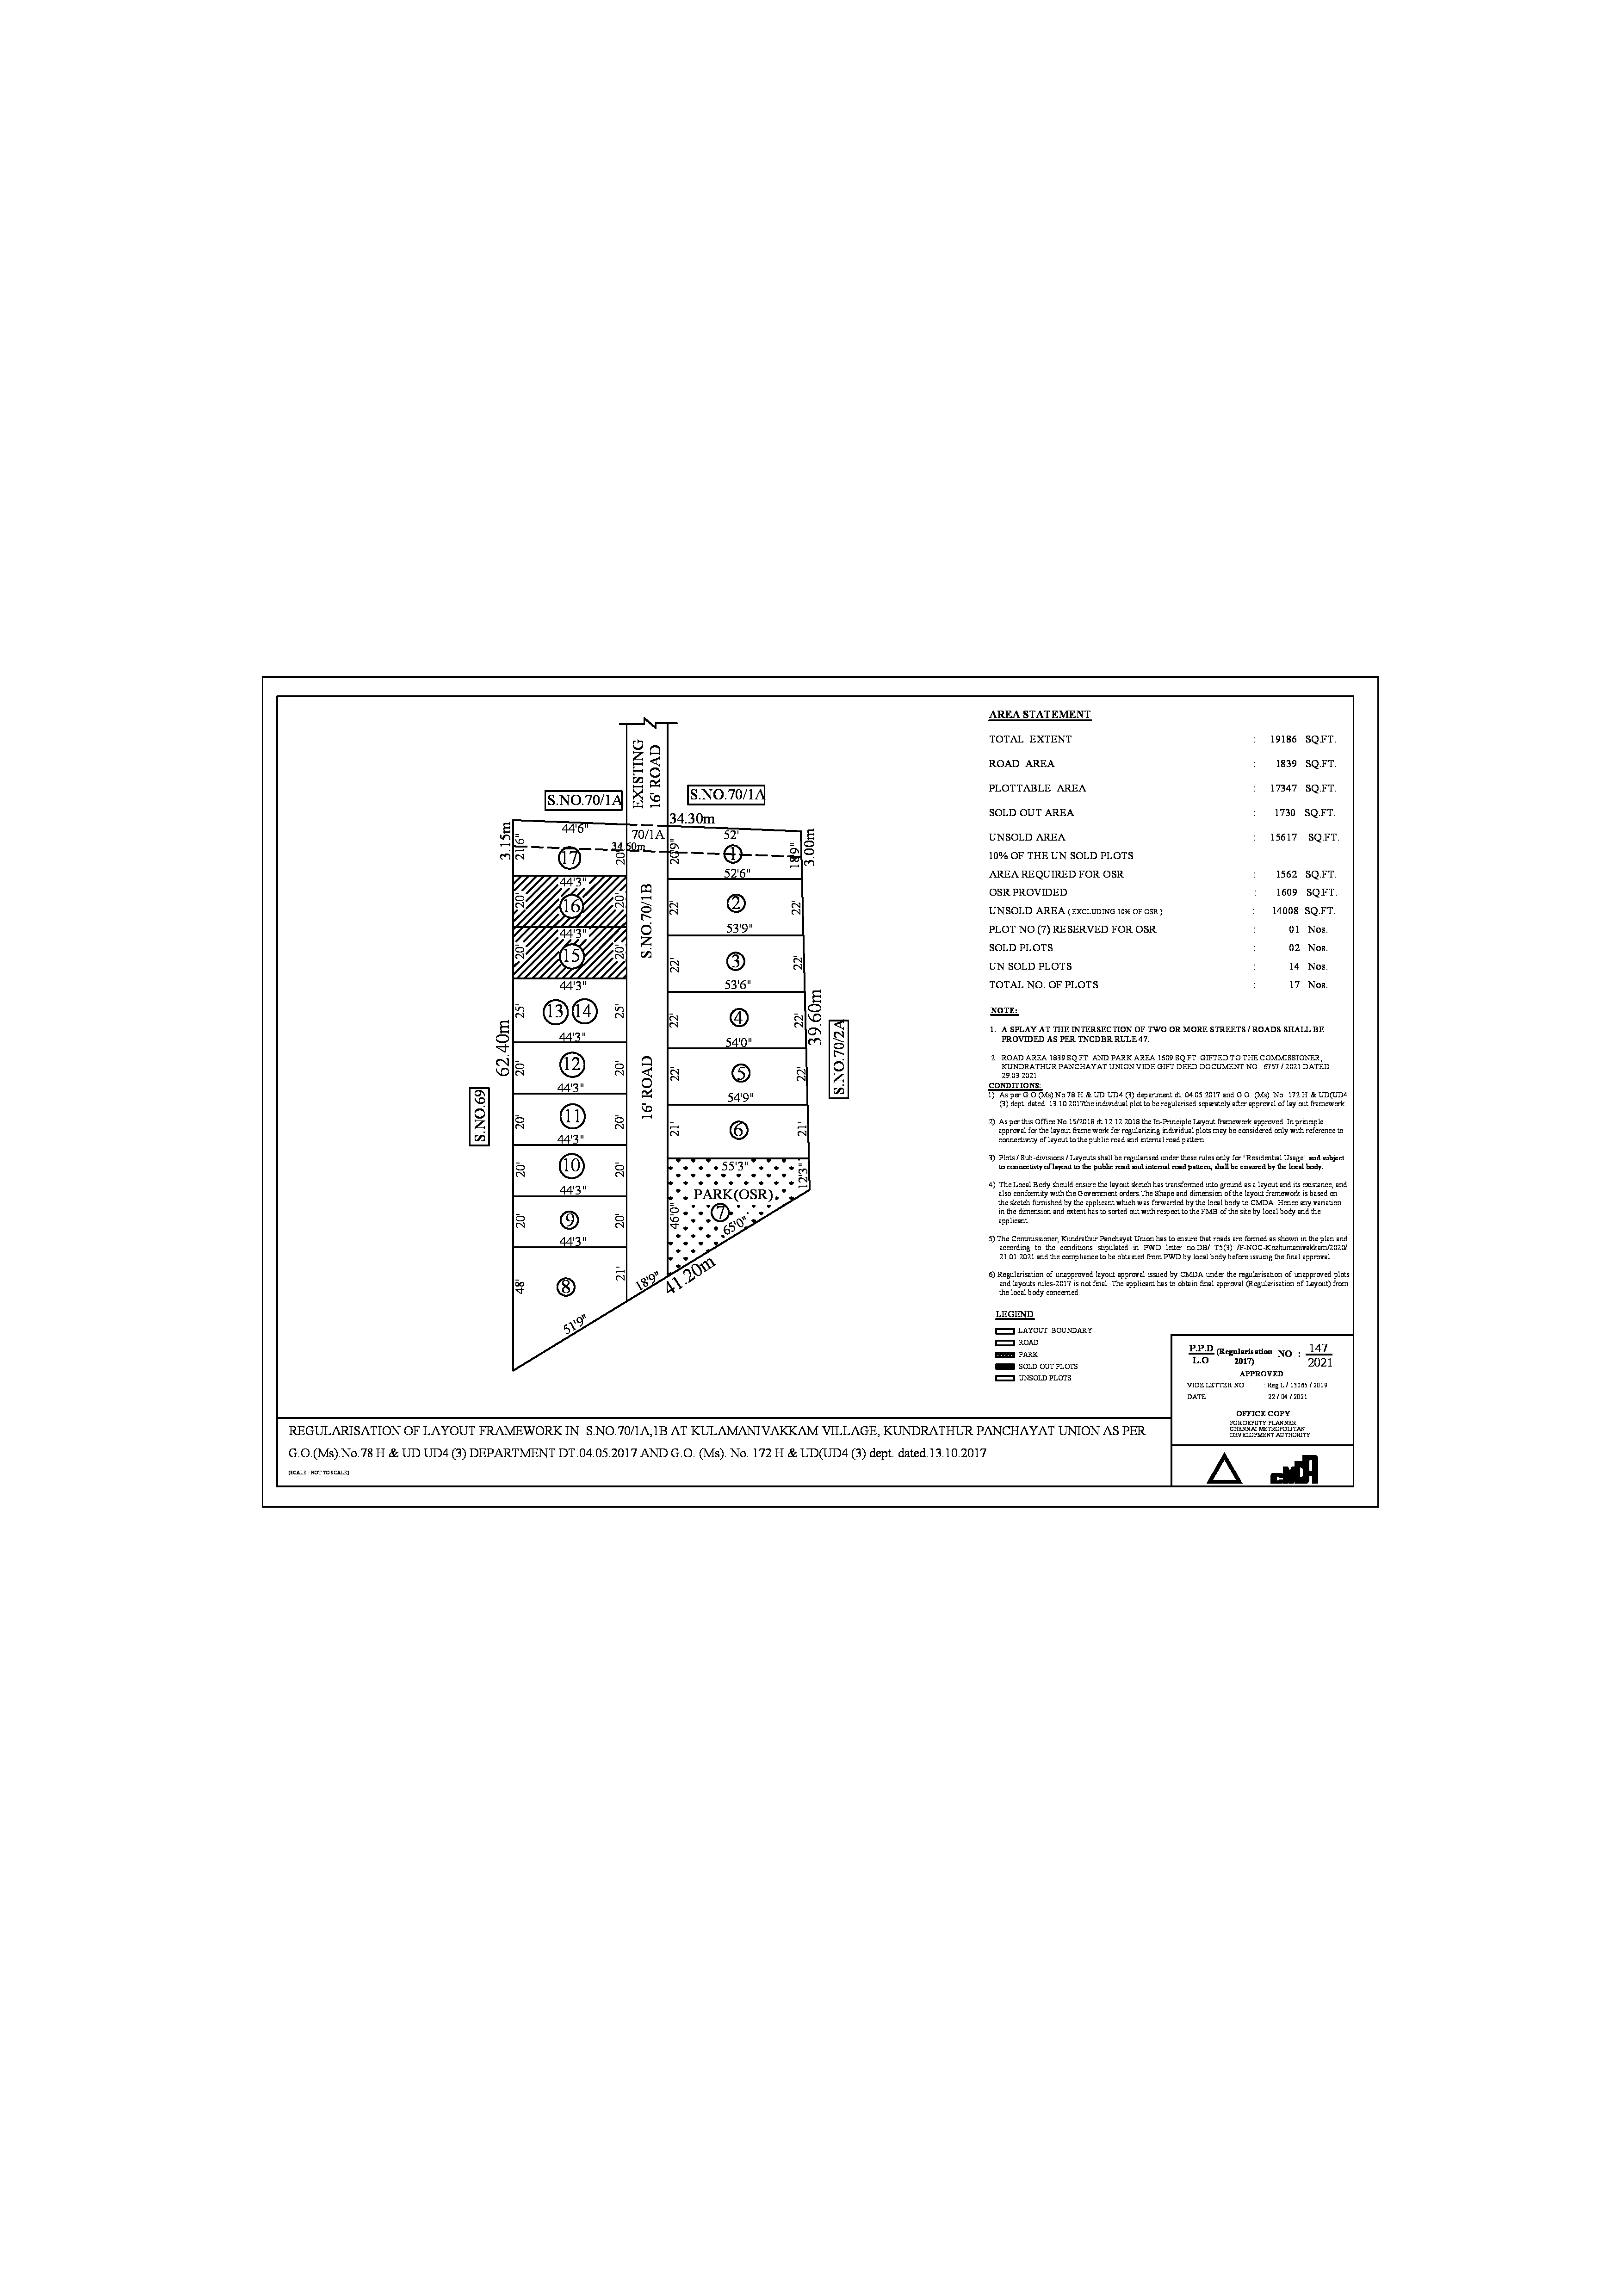 EXISTING
16' ROAD
S.NO.70/1A
S.NO.70/1A
34.30m
3.15m
44'6"
70/1A
52'
3.00m
21'6"
34.60m
20'
20'9"
18'9"
17
1
44'3"
52'6"
20'
16
20'
22'
2
22'
44'3"
53'9"
20'
15
20'
S.NO.70/1B
22'
3
22'
44'3"
53'6"
25'
13
14
25'
22'
4
22'
39.60m
44'3"
54'0"
62.40m
20'
12
20'
22'
5
22'
S.NO.70/2A
44'3"
54'9"
16' ROAD
S.NO.69
20'
11
20'
21'
6
21'
44'3"
55'3"
20'
10
20'
12'3"
PARK(OSR)
44'3"
46'0"
7
65'0"
20'
9
20'
44'3"
48'
8
21'
18'9"
41.20m
51'9"
AREA STATEMENT
TOTAL EXTENT : 19186 SQ.FT.
ROAD AREA : 1839 SQ.FT.
PLOTTABLE AREA : 17347 SQ.FT.
SOLD OUT AREA : 1730 SQ.FT.
UNSOLD AREA : 15617 SQ.FT.
10% OF THE UN SOLD PLOTS
AREA REQUIRED FOR OSR : 1562 SQ.FT.
OSR PROVIDED : 1609 SQ.FT.
UNSOLD AREA ( EXCLUDING 10% OF OSR ) : 14008 SQ.FT.
PLOT NO (7) RESERVED FOR OSR : 01 Nos.
SOLD PLOTS : 02 Nos.
UN SOLD PLOTS : 14 Nos.
TOTAL NO. OF PLOTS : 17 Nos.
NOTE:
1. A SPLAY AT THE INTERSECTION OF TWO OR MORE STREETS / ROADS SHALL BE
PROVIDED AS PER TNCDBR RULE 47.
2. ROAD AREA 1839 SQ.FT. AND PARK AREA 1609 SQ.FT. GIFTED TO THE COMMISSIONER,
KUNDRATHUR PANCHAYAT UNION VIDE GIFT DEED DOCUMENT NO. 6757 / 2021 DATED
29.03.2021.
CONDITIONS:
1) As per G.O.(Ms).No.78 H & UD UD4 (3) department dt. 04.05.2017 and G.O. (Ms). No. 172 H & UD(UD4
(3) dept. dated. 13.10.2017.the individual plot to be regularised separately after approval of lay out framework.
2) As per this Office No.15/2018 dt.12.12.2018 the In-Principle Layout framework approved. In principle
approval for the layout frame work for regularizing individual plots may be considered only with reference to
connectivity of layout to the public road and internal road pattern.
3) Plots / Sub-divisions / Layouts shall be regularised under these rules only for "Residential Usage" and subject
to connectivty of layout to the public road and internal road pattern, shall be ensured by the local body.
4) The Local Body should ensure the layout sketch has transformed into ground as a layout and its existance, and
also conformity with the Government orders.The Shape and dimension of the layout framework is based on
the sketch furnished by the applicant which was forwarded by the local body to CMDA. Hence any variation
in the dimension and extent has to sorted out with respect to the FMB of the site by local body and the
applicant.
5) The Commissioner, Kundrathur Panchayat Union has to ensure that roads are formed as shown in the plan and
according to the conditions stipulated in PWD letter no.DB/ T5(3) /F-NOC-Kozhumanivakkam/2020/
21.01.2021 and the compliance to be obtained from PWD by local body before issuing the final approval.
6) Regularisation of unapproved layout approval issued by CMDA under the regularisation of unapproved plots
and layouts rules-2017 is not final. The applicant has to obtain final approval (Regularisation of Layout) from
the local body concerned.
LEGEND
LAYOUT BOUNDARY
ROAD
PARK
SOLD OUT PLOTS
UNSOLD PLOTS
P.P.D (Regularisation NO : 147
L.O 2017) 2021
APPROVED
VIDE LETTER NO : Reg.L / 13065 / 2019
DATE : 22 / 04 / 2021
OFFICE COPY
FOR DEPUTY PLANNER
CHENNAI METROPOLITAN
DEVELOPMENT AUTHORITY
CMDA
REGULARISATION OF LAYOUT FRAMEWORK IN S.NO.70/1A,1B AT KULAMANIVAKKAM VILLAGE, KUNDRATHUR PANCHAYAT UNION AS PER
G.O.(Ms).No.78 H & UD UD4 (3) DEPARTMENT DT.04.05.2017 AND G.O. (Ms). No. 172 H & UD(UD4 (3) dept. dated.13.10.2017
(SCALE : NOT TO SCALE)